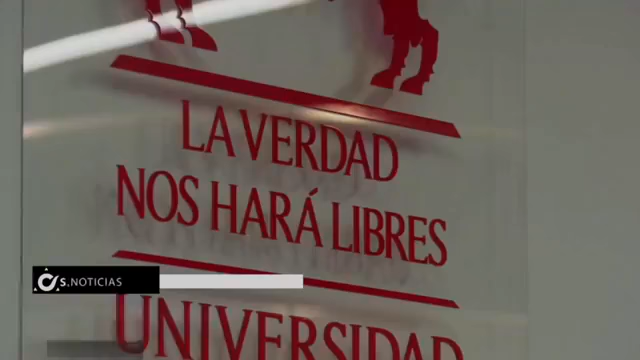 LA VERDAD
NOS HARÁ LIBRES
S.NOTICIAS
UNIVERSIDAD